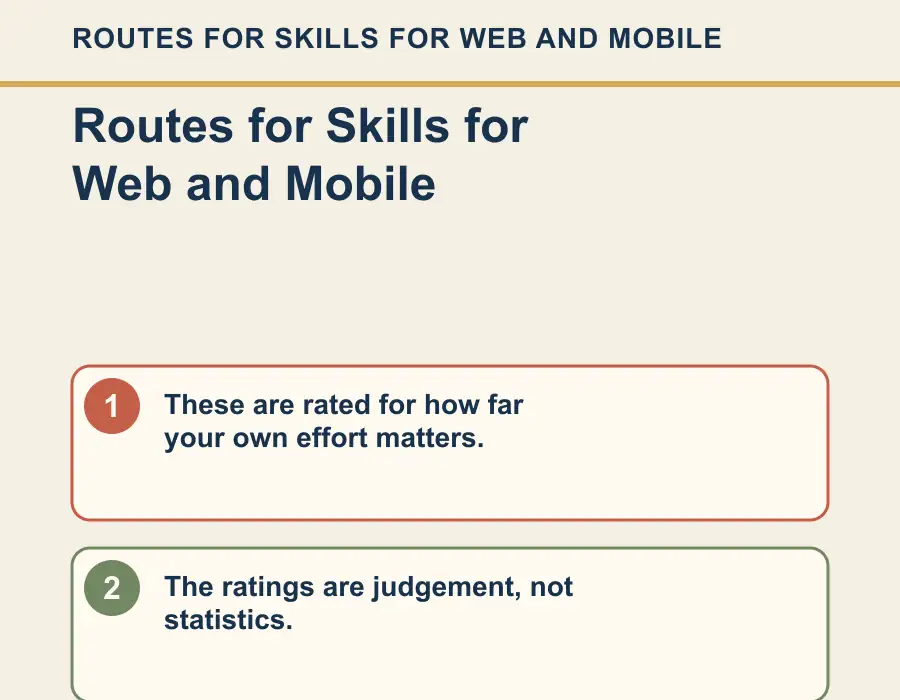 ROUTES FOR SKILLS FOR WEB AND MOBILE
Routes for Skills for
Web and Mobile
1
These are rated for how far
your own effort matters.
2
The ratings are judgement, not
statistics.